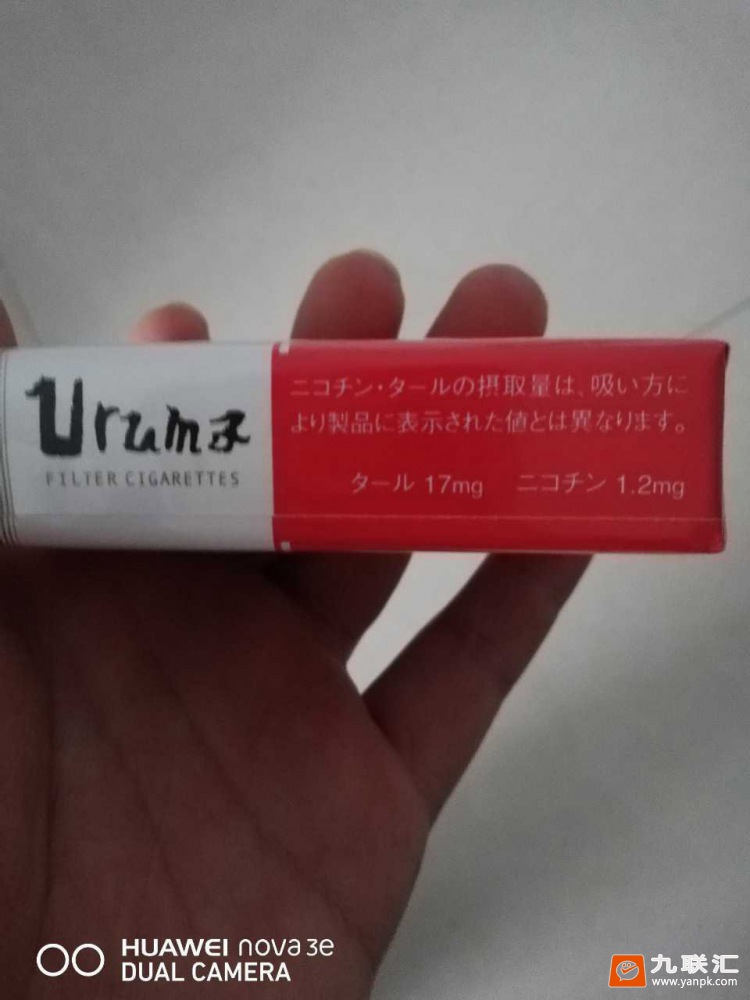 Uruma
FILTER CIGARETTES
ニコチン・タールの摂取量は、吸い方に
より製品に表示された値とは異なります。
タール 17mg ニコチン 1.2mg
HUAWEI nova 3e
DUAL CAMERA
九联汇
www.yanpk.com